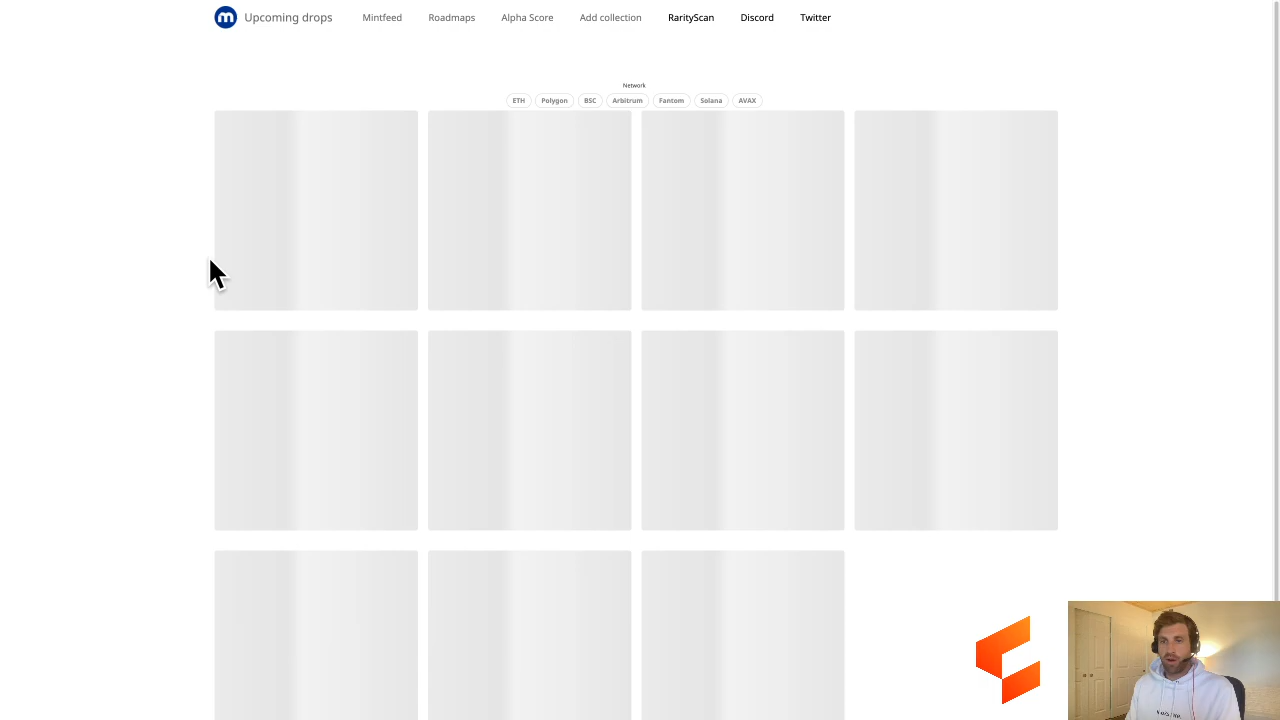 Upcoming drops Mintfeed Roadmaps Alpha Score Add collection RarityScan Discord Twitter
Network
ETH Polygon BSC Arbitrum Fantom Solana AVAX